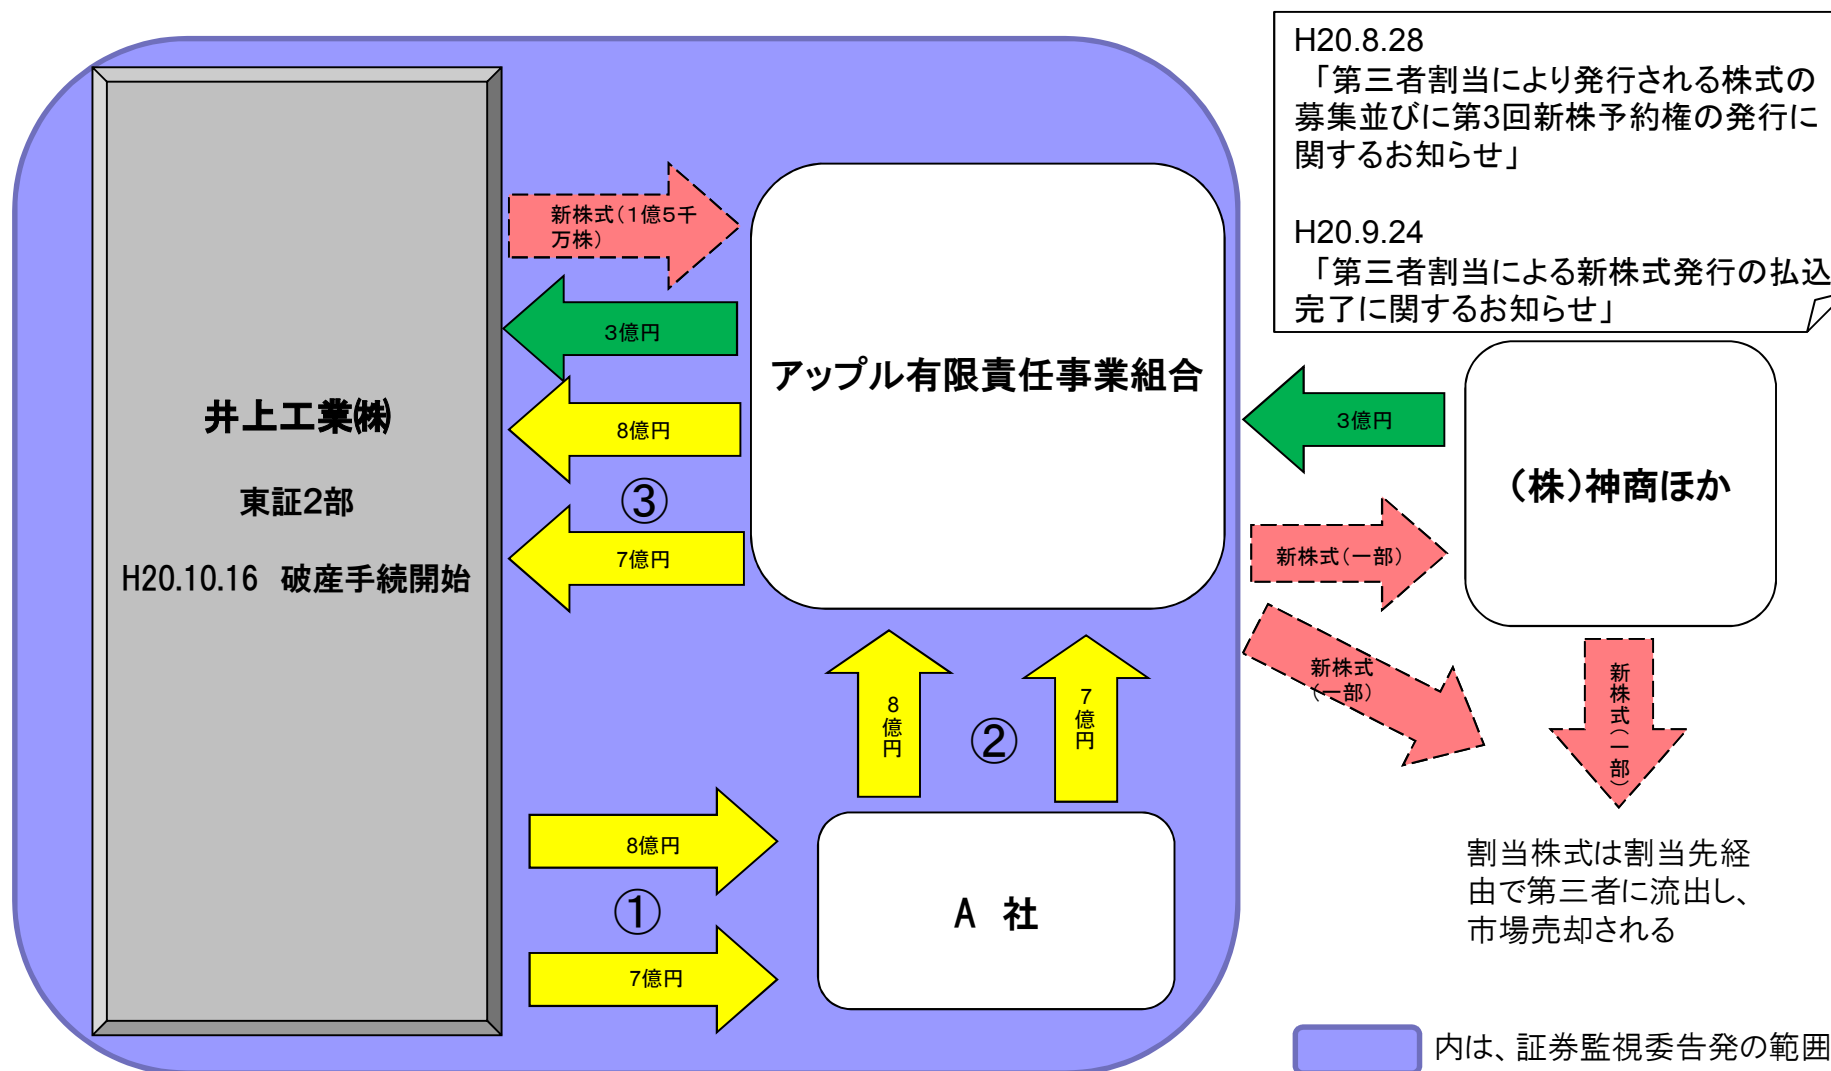 H20.8.28
「第三者割当により発行される株式の
募集並びに第3回新株予約権の発行に
関するお知らせ」
H20.9.24
「第三者割当による新株式発行の払込
完了に関するお知らせ」
新株式(1億5千
万株)
3億円
8億円
③
7億円
井上工業㈱
東証2部
H20.10.16 破産手続開始
アップル有限責任事業組合
3億円
(株)神商ほか
新株式(一部)
新株式
(一部)
新株式(一部)
8億円
②
7億円
8億円
①
7億円
A 社
割当株式は割当先経
由で第三者に流出し、
市場売却される
内は、証券監視委告発の範囲